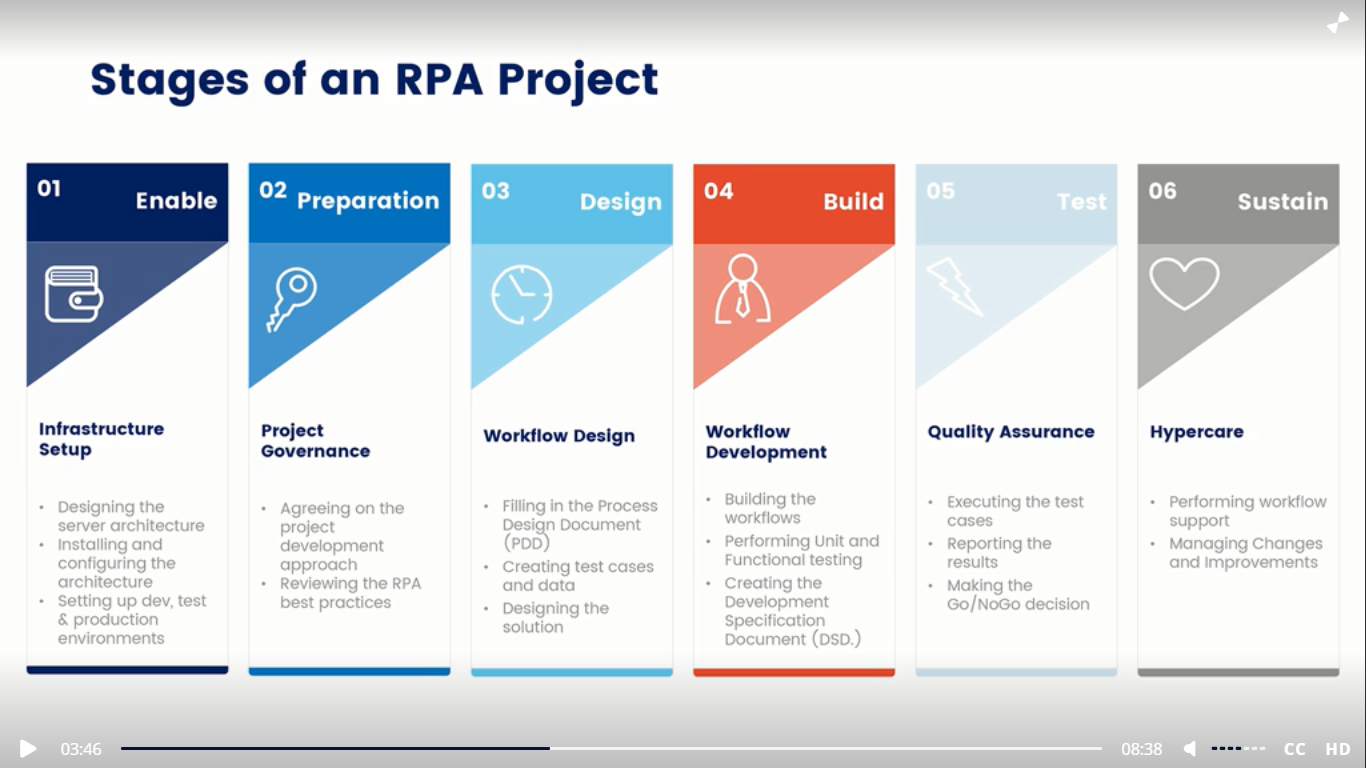 Stages of an RPA Project
01
Enable
Infrastructure
Setup
• Designing the
server architecture
• Installing and
configuring the
architecture
• Setting up dev, test
& production
environments
02
Preparation
Project
Governance
• Agreeing on the
project
development
approach
• Reviewing the RPA
best practices
03
Design
Workflow Design
• Filling in the Process
Design Document
(PDD)
• Creating test cases
and data
• Designing the
solution
04
Build
Workflow
Development
• Building the
workflows
• Performing Unit and
Functional testing
• Creating the
Development
Specification
Document (DSD.)
05
Test
Quality Assurance
• Executing the test
cases
• Reporting the
results
• Making the
Go/NoGo decision
06
Sustain
Hypercare
• Performing workflow
support
• Managing Changes
and Improvements
03:46
08:38
CC
HD